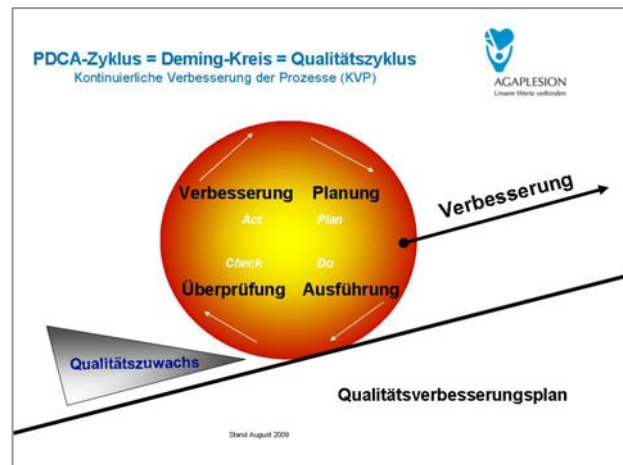 PDCA-Zyklus = Deming-Kreis = Qualitätszyklus
Kontinuierliche Verbesserung der Prozesse (KVP)
AGAPLESION
Unsere Werte verbinden
Verbesserung Planung
Act Plan
Check Do
Überprüfung Ausführung
Verbesserung
Qualitätszuwachs
Qualitätsverbesserungsplan
Stand August 2009